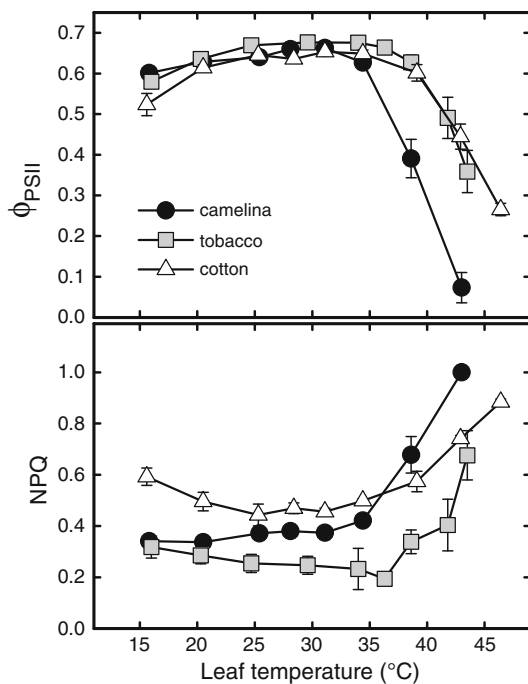 0.7
0.6
0.5
0.4
0.3
0.2
0.1
0.0
ϕPSII
camelina
tobacco
cotton
1.0
0.8
0.6
0.4
0.2
0.0
NPQ
15 20 25 30 35 40 45
Leaf temperature (°C)